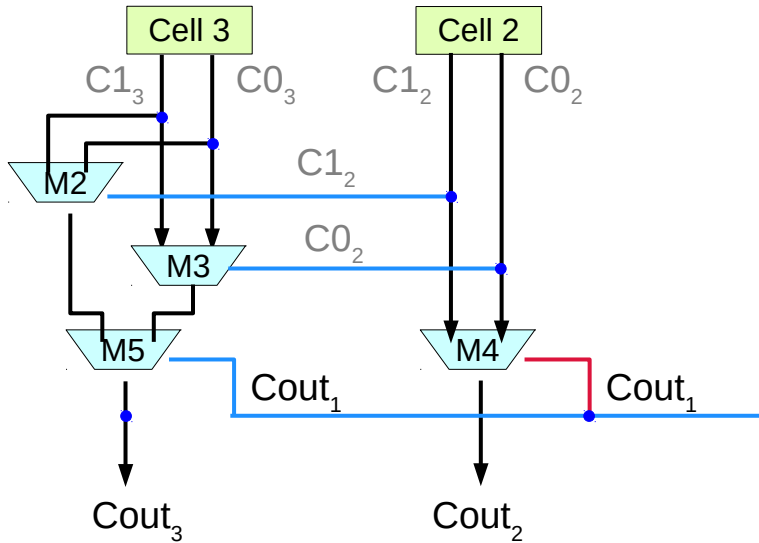 Cell 3
Cell 2
C1₃
C0₃
C1₂
C0₂
C1₂
M2
C0₂
M3
M5
M4
Cout₁
Cout₁
Cout₃
Cout₂